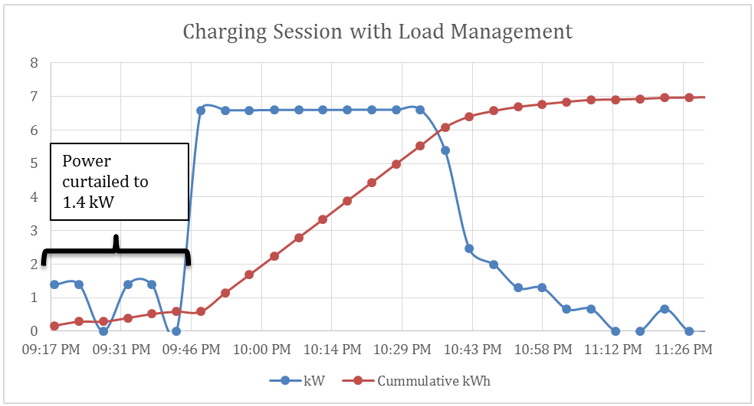 Charging Session with Load Management
8
7
6
5
4
3
2
1
0
Power
curtailed to
1.4 kW
09:17 PM 09:31 PM 09:46 PM 10:00 PM 10:14 PM 10:29 PM 10:43 PM 10:58 PM 11:12 PM 11:26 PM
kW Cummulative kWh